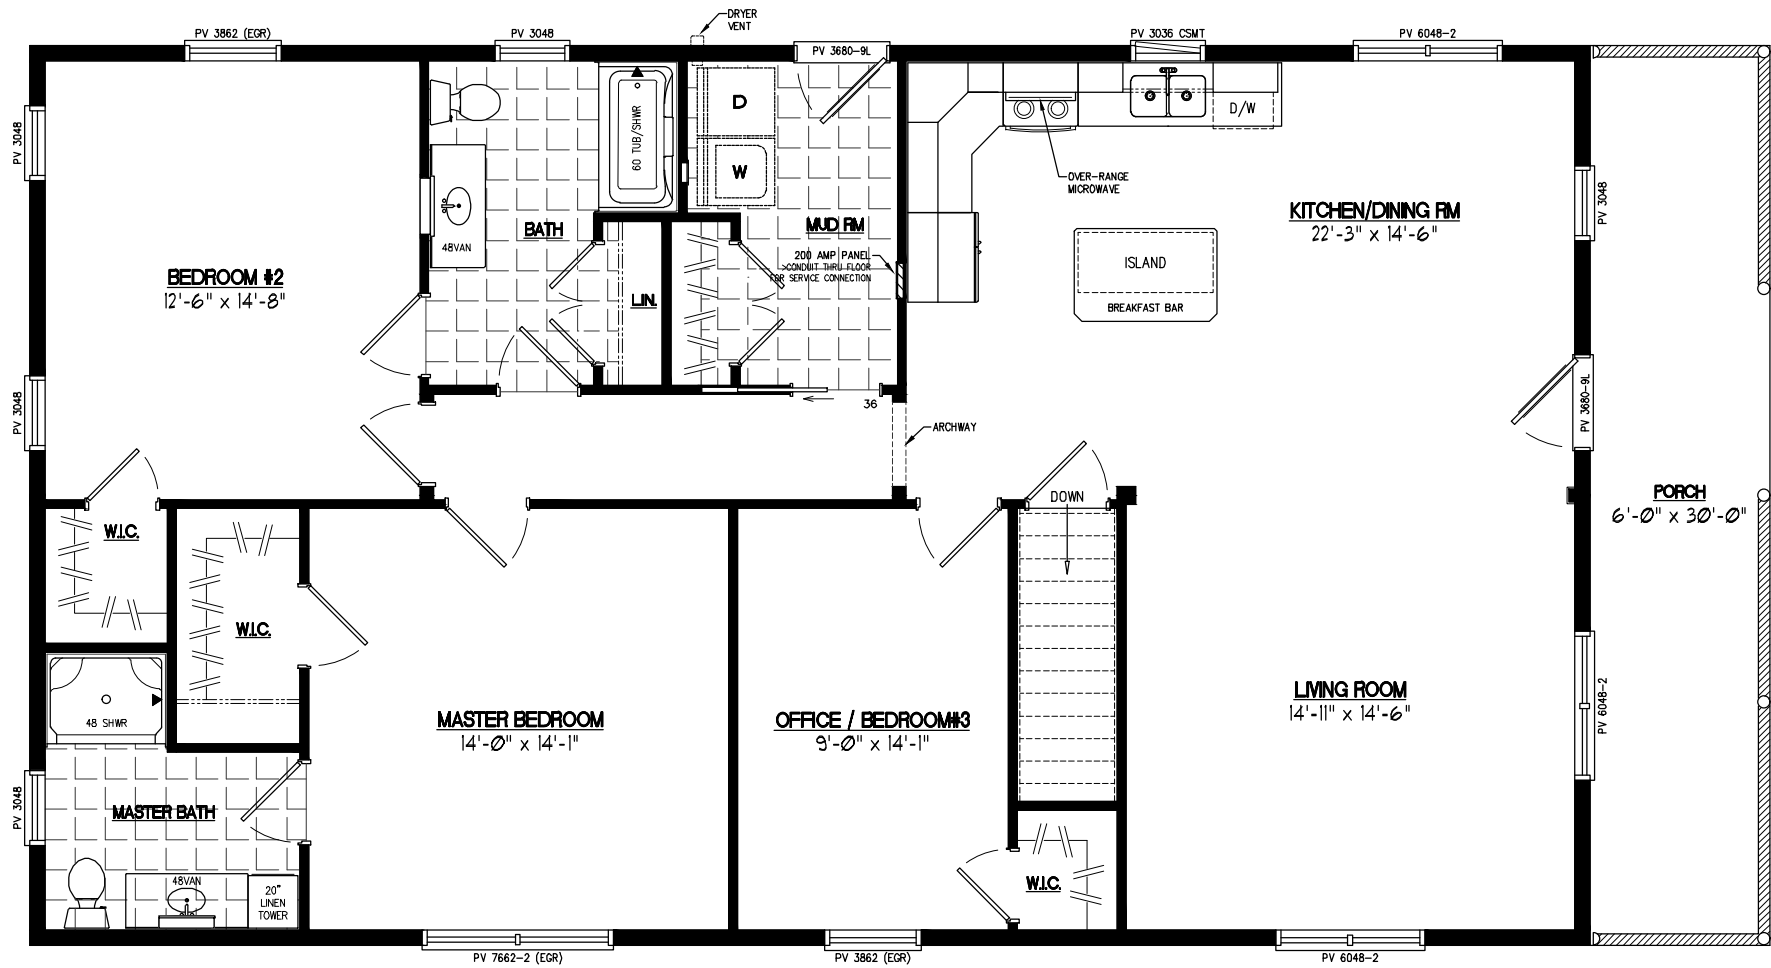 DRYER
VENT
PV 3862 (EGR)
PV 3048
PV 3680-9L
PV 3036 CSMT
PV 6048-2
PV 3048
D
60 TUB/SHWR
D/W
W
OVER-RANGE
MICROWAVE
PV 3048
48VAN
BATH
MUD RM
KITCHEN/DINING RM
22'-3" x 14'-6"
200 AMP PANEL
>CONDUIT THRU FLOOR
FOR SERVICE CONNECTION
ISLAND
BEDROOM #2
12'-6" x 14'-8"
LIN.
BREAKFAST BAR
PV 3048
36
PV 3680-9L
ARCHWAY
DOWN
PORCH
6'-0" x 30'-0"
W.I.C.
W.I.C.
LIVING ROOM
14'-11" x 14'-6"
PV 6048-2
48 SHWR
MASTER BEDROOM
14'-0" x 14'-1"
OFFICE / BEDROOM#3
9'-0" x 14'-1"
PV 3048
MASTER BATH
48VAN
20"
LINEN
TOWER
W.I.C.
PV 7662-2 (EGR)
PV 3862 (EGR)
PV 6048-2